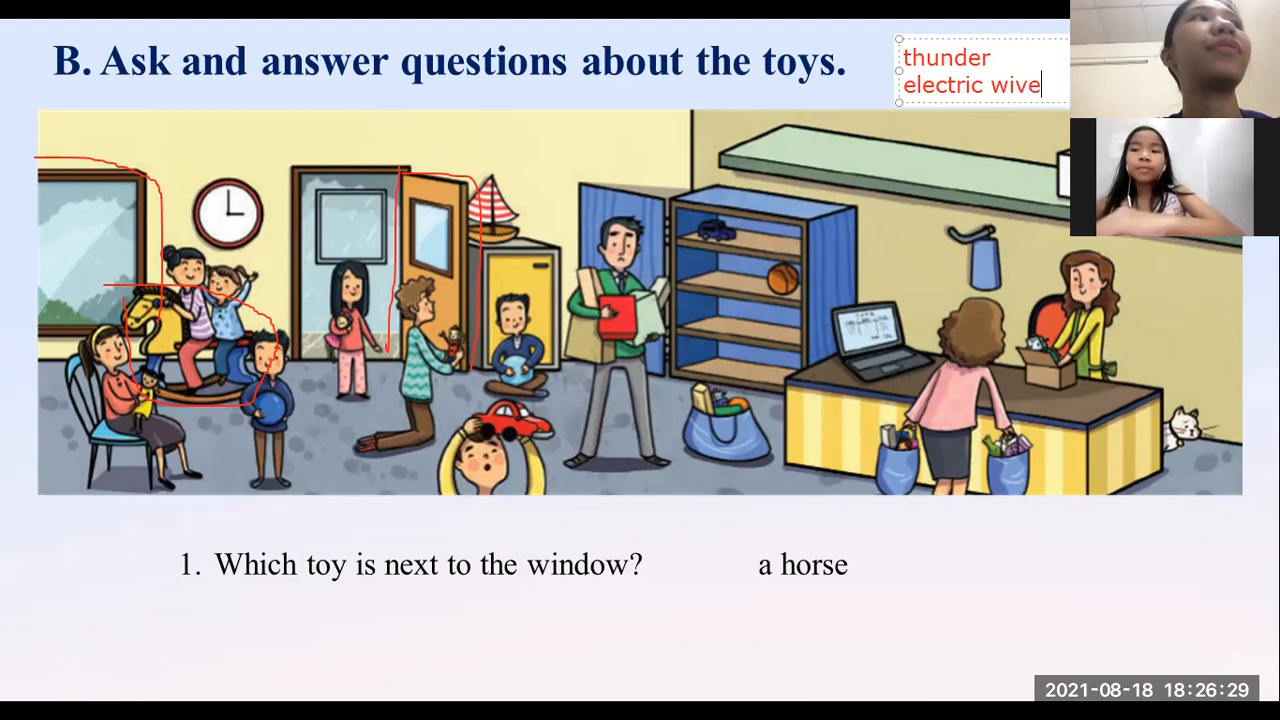 B. Ask and answer questions about the toys.
thunder
electric wive
1. Which toy is next to the window? a horse
2021-08-18 18:26:29